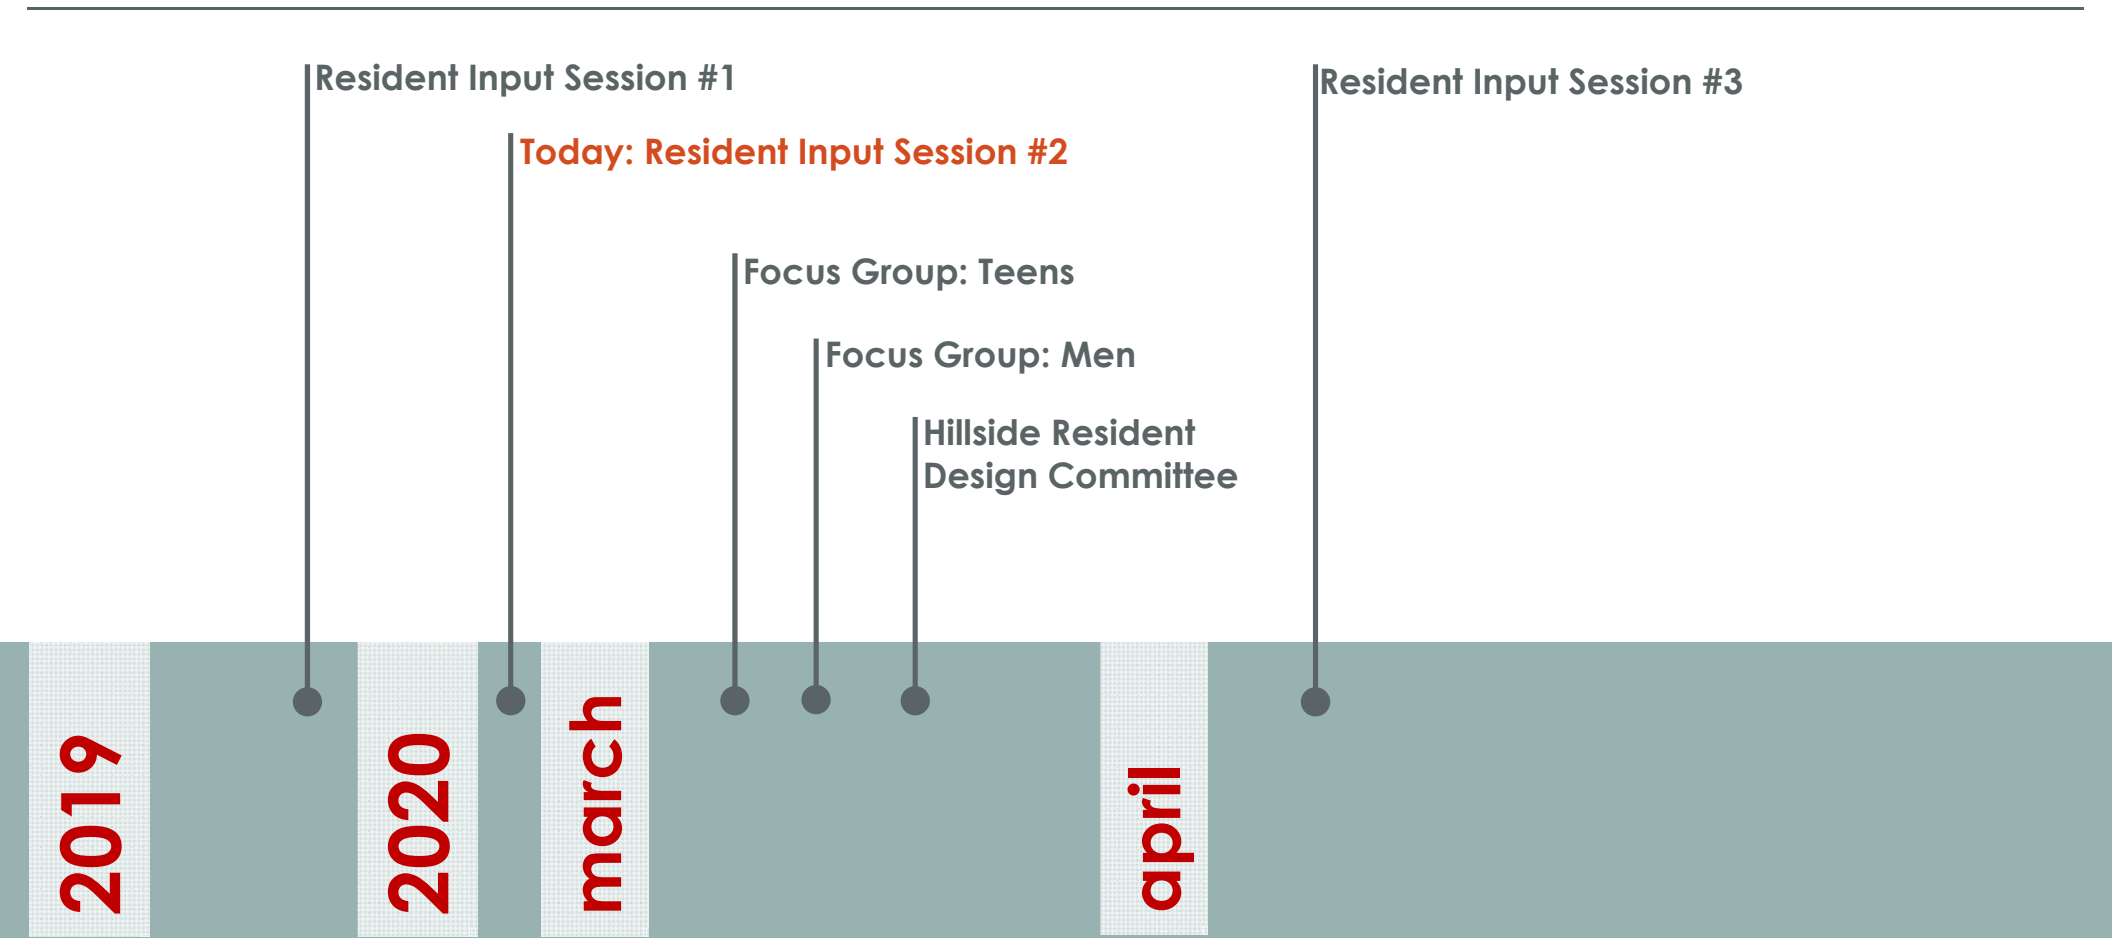 Resident Input Session #1
Resident Input Session #3
Today: Resident Input Session #2
Focus Group: Teens
Focus Group: Men
Hillside Resident
Design Committee
2019
2020
march
april